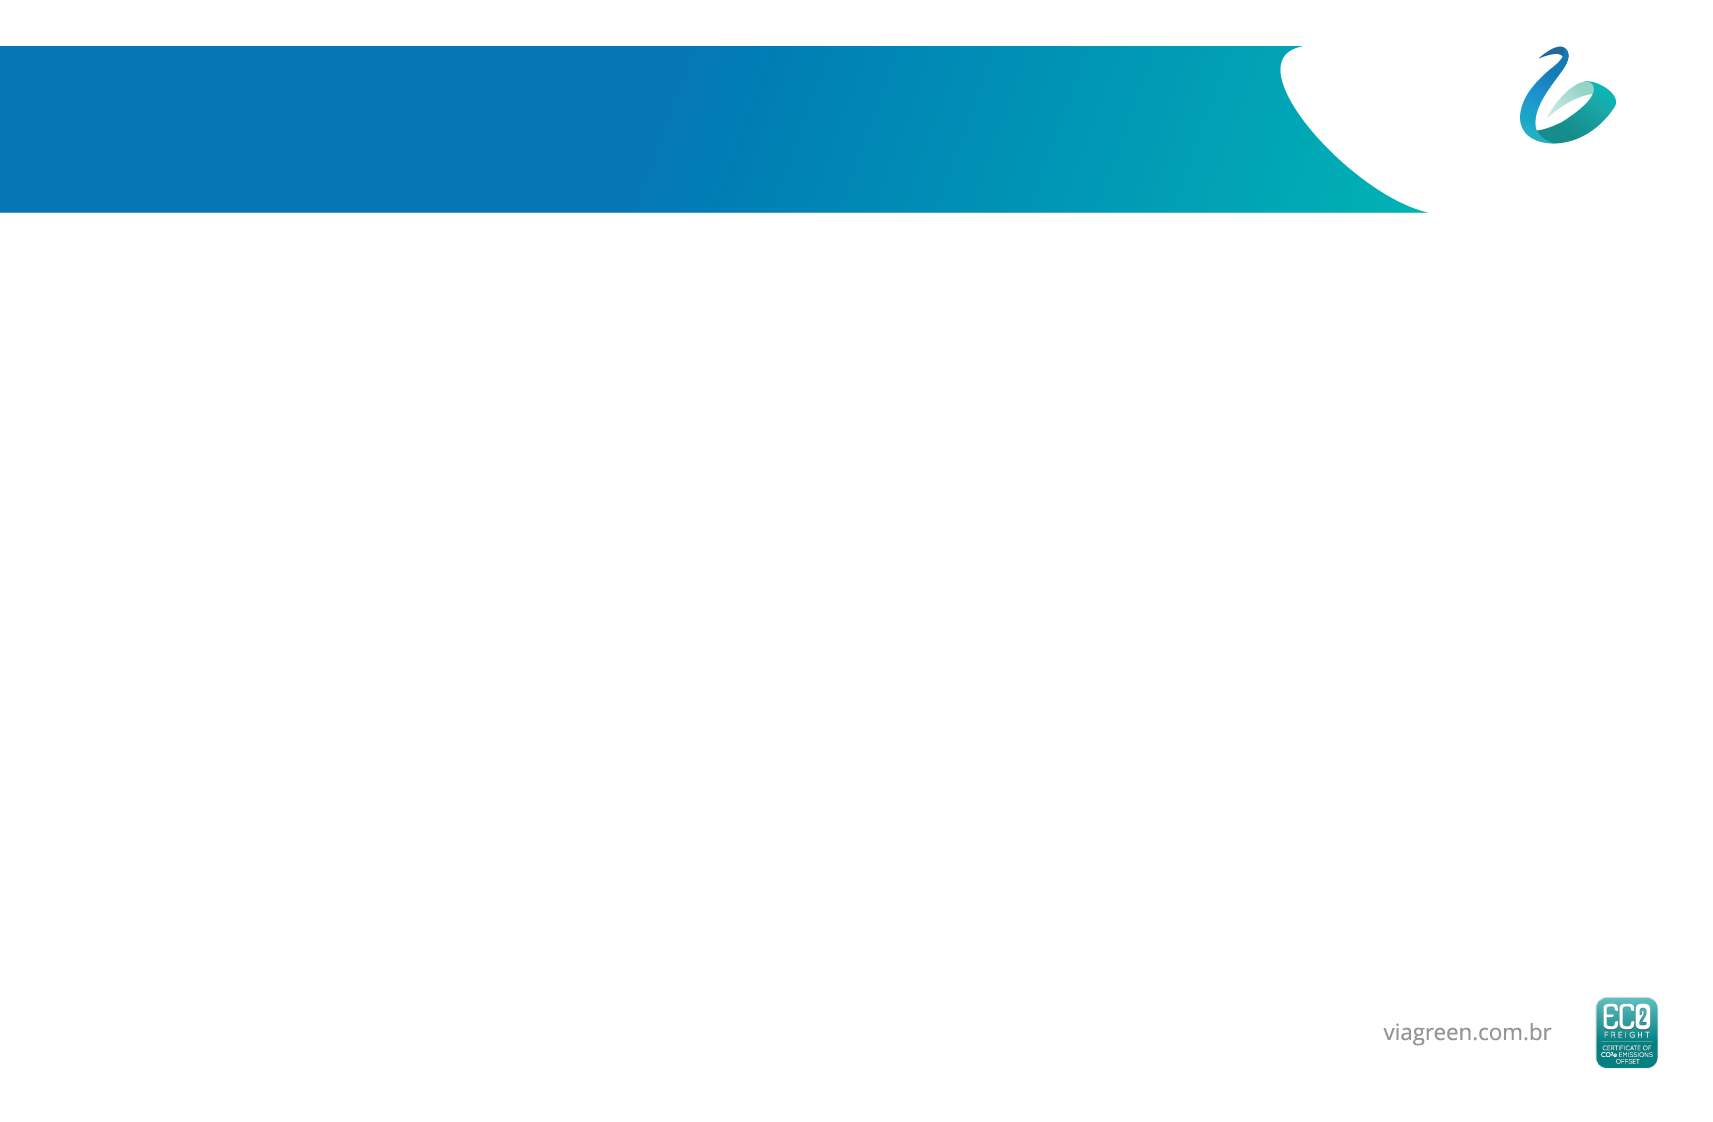 viagreen.com.br
ECO2
FREIGHT
CERTIFICATE OF
CO²e EMISSIONS
OFFSET